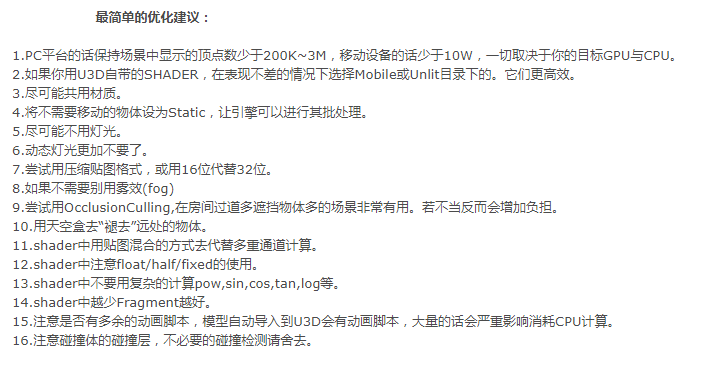 最简单的优化建议：
1.PC平台的话保持场景中显示的顶点数少于200K~3M，移动设备的话少于10W，一切取决于你的目标GPU与CPU。
2.如果你用U3D自带的SHADER，在表现不差的情况下选择Mobile或Unlit目录下的。它们更高效。
3.尽可能共用材质。
4.将不需要移动的物体设为Static，让引擎可以进行其批处理。
5.尽可能不用灯光。
6.动态灯光更加不要了。
7.尝试用压缩贴图格式，或用16位代替32位。
8.如果不需要别用雾效(fog)
9.尝试用OcclusionCulling,在房间过道多遮挡物体多的场景非常有用。若不当反而会增加负担。
10.用天空盒去“褪去”远处的物体。
11.shader中用贴图混合的方式去代替多重通道计算。
12.shader中注意float/half/fixed的使用。
13.shader中不要用复杂的计算pow,sin,cos,tan,log等。
14.shader中越少Fragment越好。
15.注意是否有多余的动画脚本，模型自动导入到U3D会有动画脚本，大量的话会严重影响消耗CPU计算。
16.注意碰撞体的碰撞层，不必要的碰撞检测请舍去。